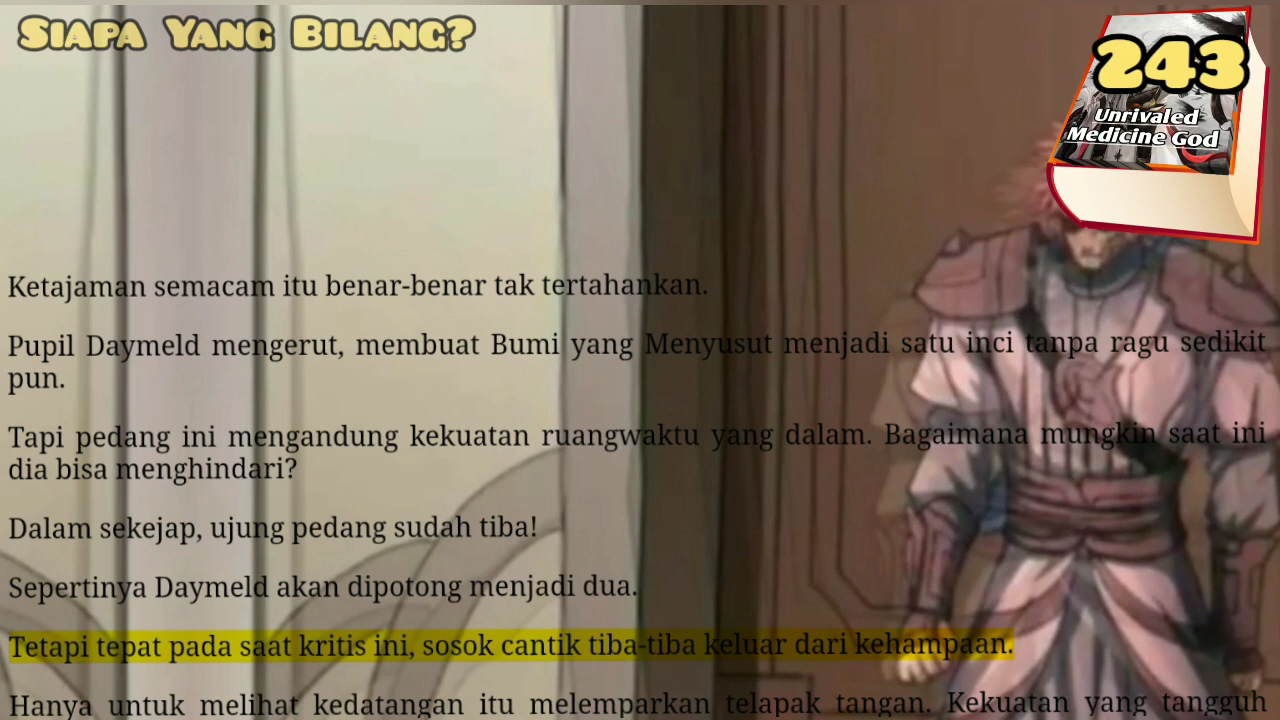 Siapa Yang Bilang?
243
Unrivaled
Medicine God
Ketajaman semacam itu benar-benar tak tertahankan.
Pupil Daymeld mengerut, membuat Bumi yang Menyusut menjadi satu inci tanpa ragu sedikit
pun.
Tapi pedang ini mengandung kekuatan ruangwaktu yang dalam. Bagaimana mungkin saat ini
dia bisa menghindari?
Dalam sekejap, ujung pedang sudah tiba!
Sepertinya Daymeld akan dipotong menjadi dua.
Tetapi tepat pada saat kritis ini, sosok cantik tiba-tiba keluar dari kehampaan.
Hanya untuk melihat kedatangan itu melemparkan telapak tangan. Kekuatan yang tangguh